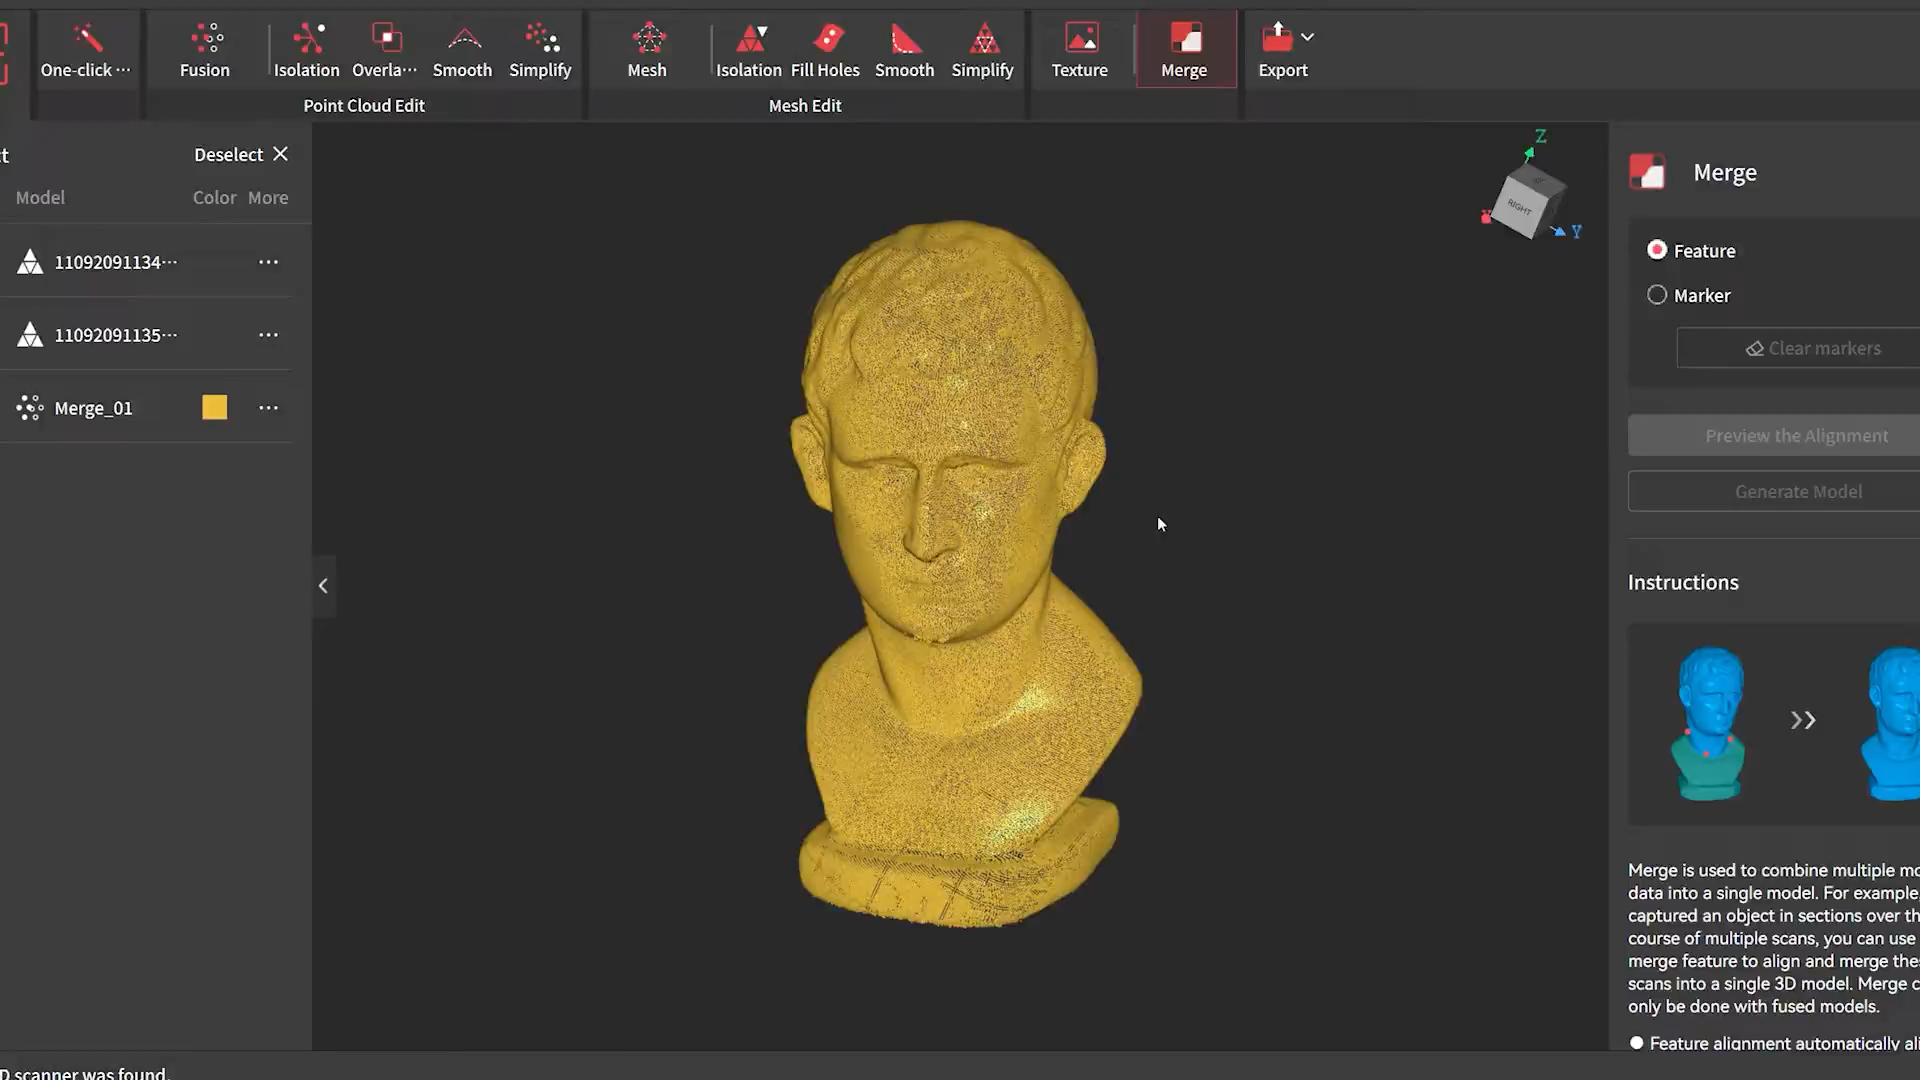 One-click ···
Fusion
Isolation
Overla···
Smooth
Simplify
Mesh
Isolation
Fill Holes
Smooth
Simplify
Texture
Merge
Export
Point Cloud Edit
Mesh Edit
Deselect
Model
Color
More
11092091134···
11092091135···
Merge_01
Z
RIGHT
Y
Merge
Feature
Marker
Clear markers
Preview the Alignment
Generate Model
Instructions
Merge is used to combine multiple mo
data into a single model. For example,
captured an object in sections over th
course of multiple scans, you can use
merge feature to align and merge thes
scans into a single 3D model. Merge c
only be done with fused models.
Feature alignment automatically ali
D scanner was found.